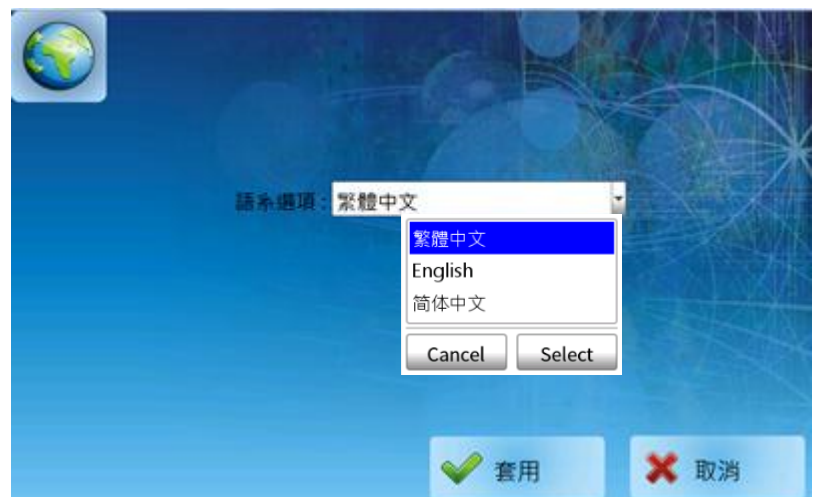 語系選項 : 繁體中文
繁體中文
English
简体中文
Cancel Select
套用 取消